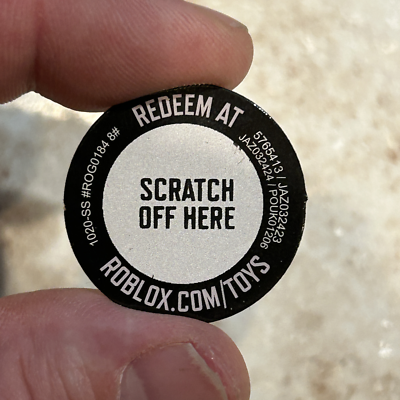 REDEEM AT
5765413 / JAZ032423
JAZ032424 / POUK01206
SCRATCH
OFF HERE
1020-SS #ROG0184 8#
ROBLOX.COM/TOYS